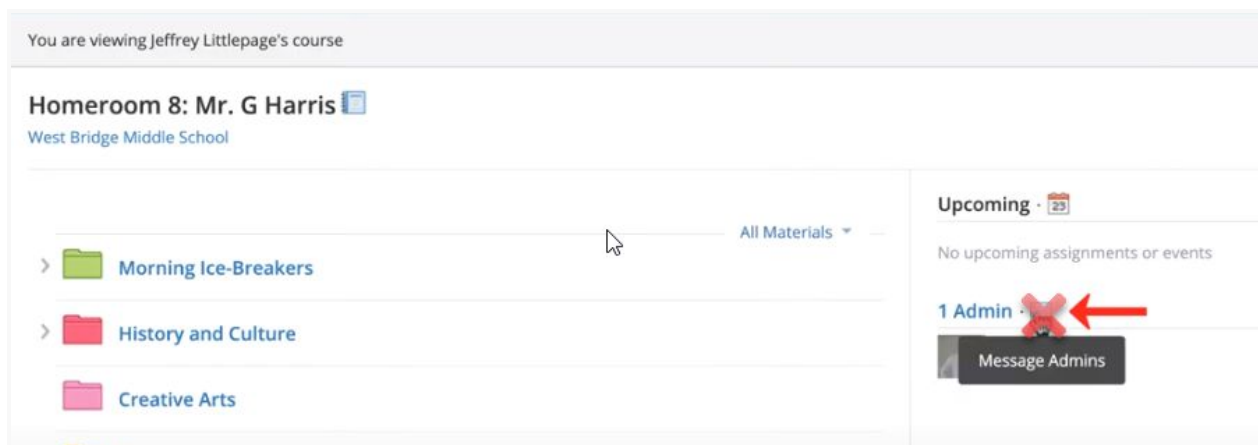 You are viewing Jeffrey Littlepage's course
Homeroom 8: Mr. G Harris
West Bridge Middle School
All Materials
Morning Ice-Breakers
History and Culture
Creative Arts
Upcoming · 23
No upcoming assignments or events
1 Admin ·
Message Admins